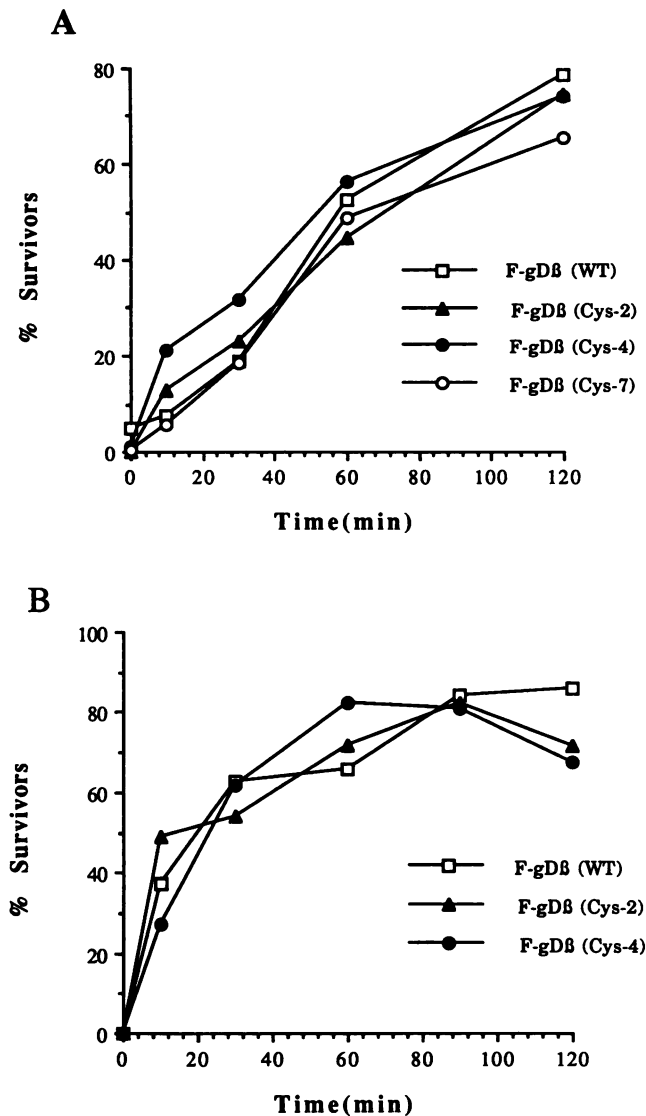 A
80
60
40
20
0
% Survivors
F-gDß (WT)
F-gDß (Cys-2)
F-gDß (Cys-4)
F-gDß (Cys-7)
0 20 40 60 80 100 120
Time(min)
B
100
80
60
40
20
0
% Survivors
F-gDß (WT)
F-gDß (Cys-2)
F-gDß (Cys-4)
0 20 40 60 80 100 120
Time(min)